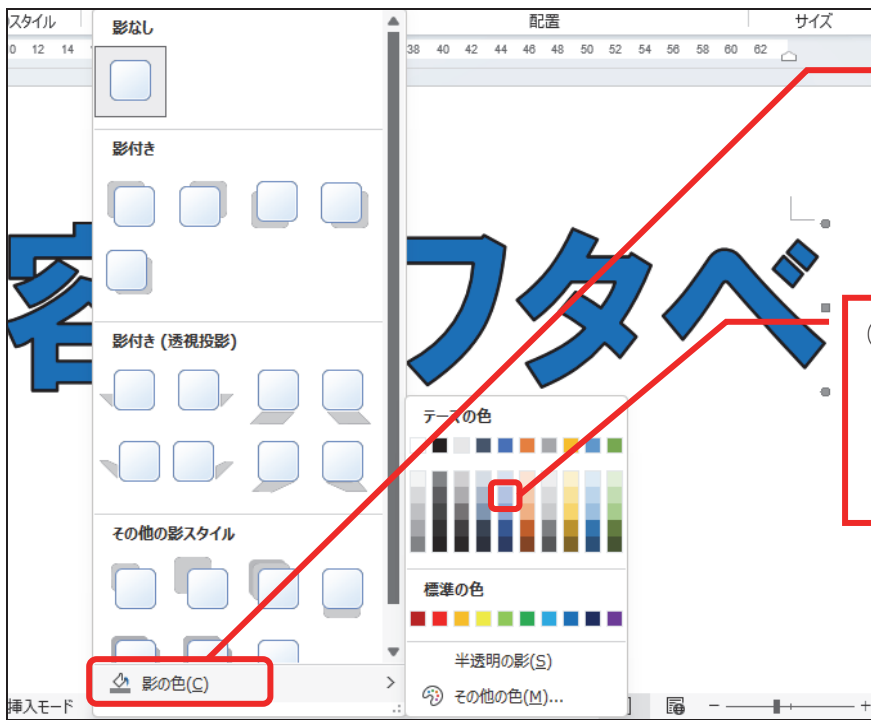 スタイル
配置
サイズ
0 12 14
38 40 42 44 46 48 50 52 54 56 58 60 62
影なし
影付き
影付き (透視投影)
その他の影スタイル
影の色(C)
容
フタベ
テーマの色
標準の色
半透明の影(S)
その他の色(M)...
挿入モード